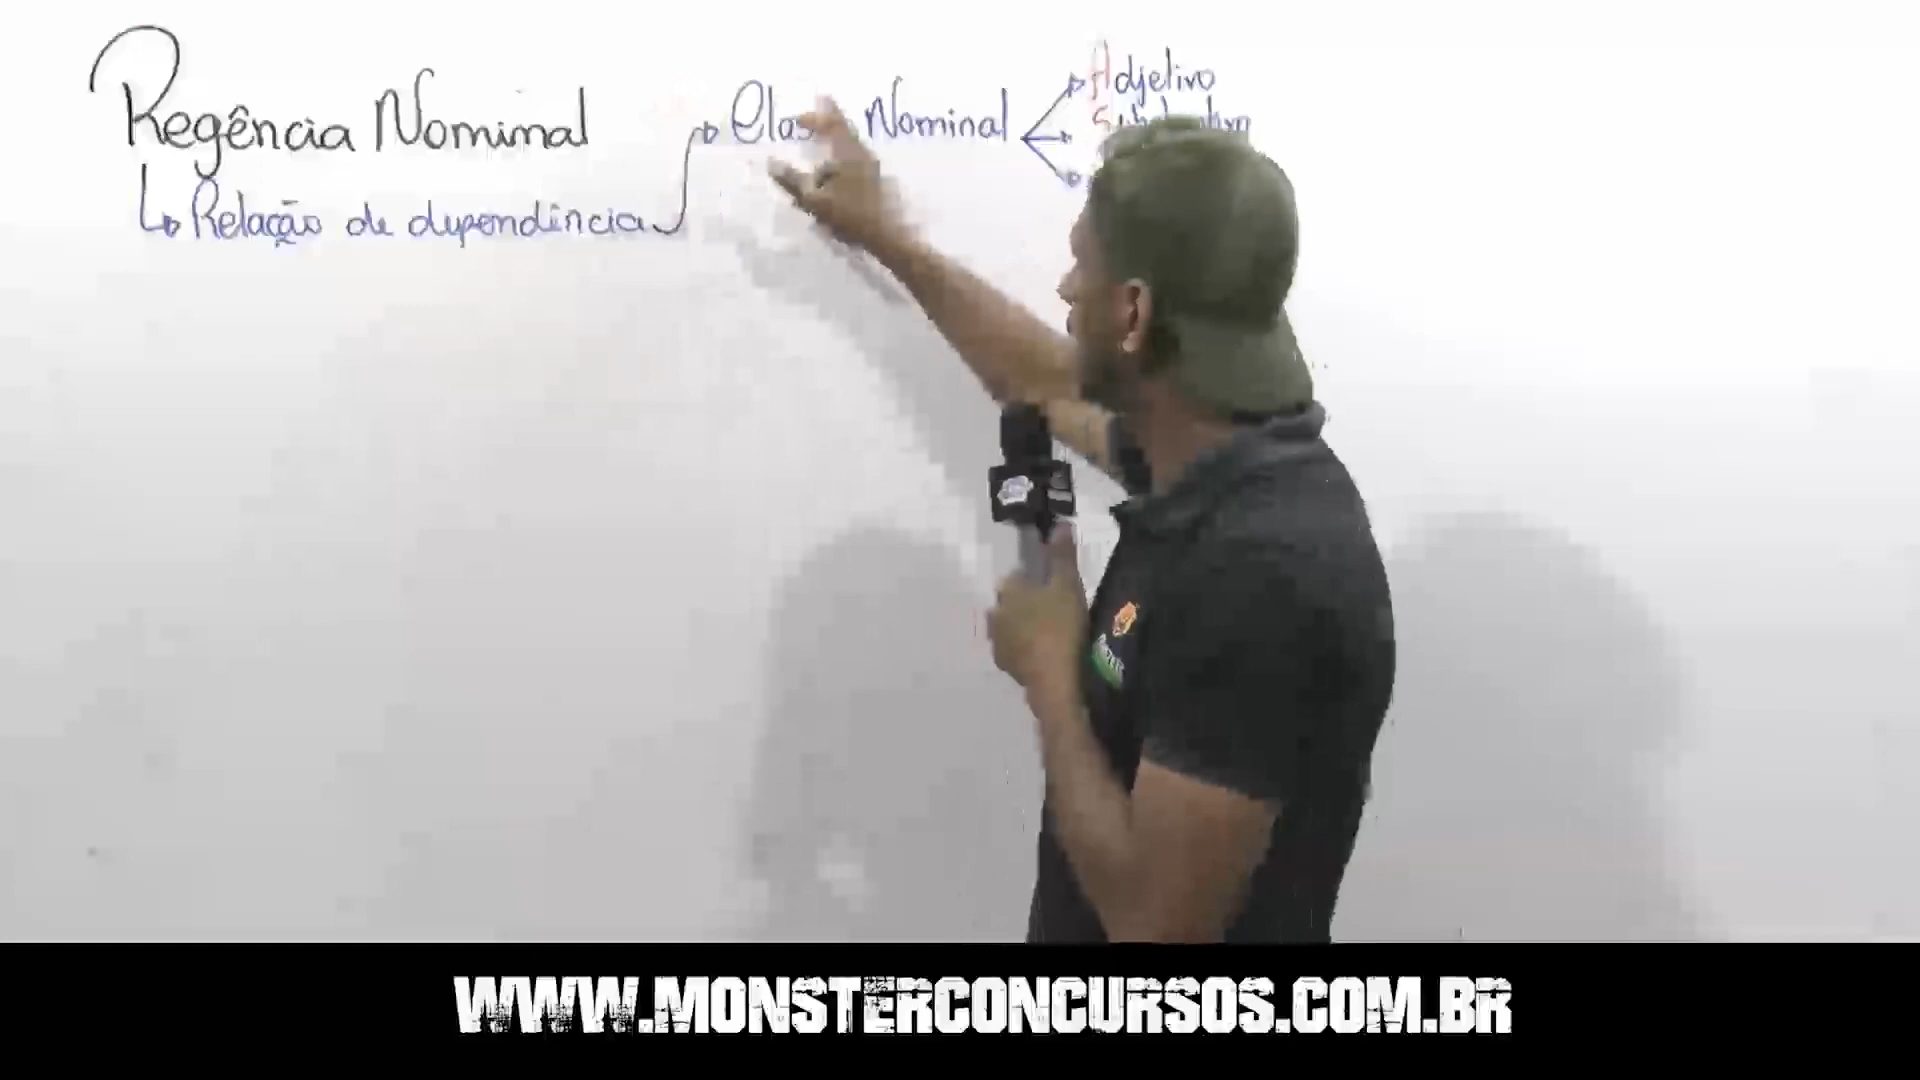 Regência Nominal
Relação de dependência
Classe Nominal
Adjetivo
WWW.MONSTERCONCURSOS.COM.BR